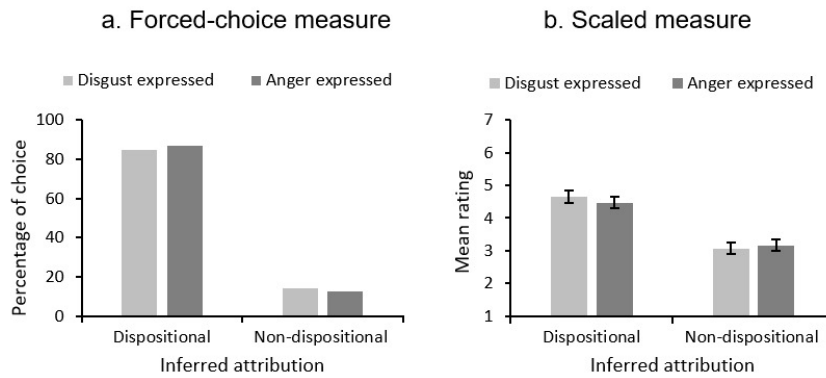 a. Forced-choice measure
Disgust expressed Anger expressed
Percentage of choice
100
80
60
40
20
0
Dispositional Non-dispositional
Inferred attribution
b. Scaled measure
Disgust expressed Anger expressed
Mean rating
7
6
5
4
3
2
1
Dispositional Non-dispositional
Inferred attribution